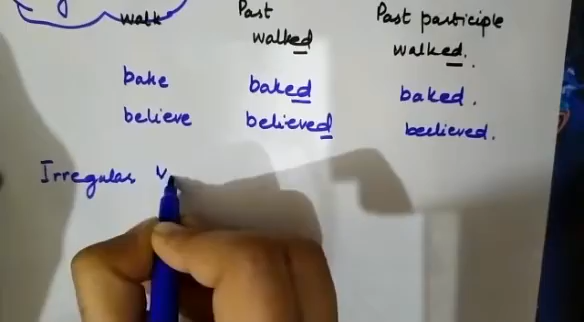 Past Past participle
walk walked walked.
bake baked baked.
believe believed beelieved.
Irregular v